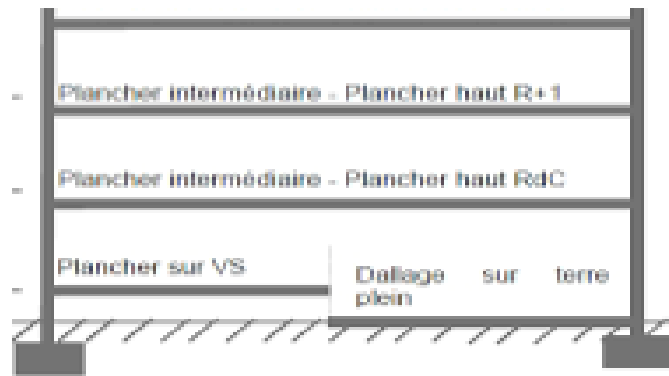 Plancher intermédiaire - Plancher haut R+1
Plancher intermédiaire - Plancher haut RdC
Plancher sur VS
Dallage sur terre
plein